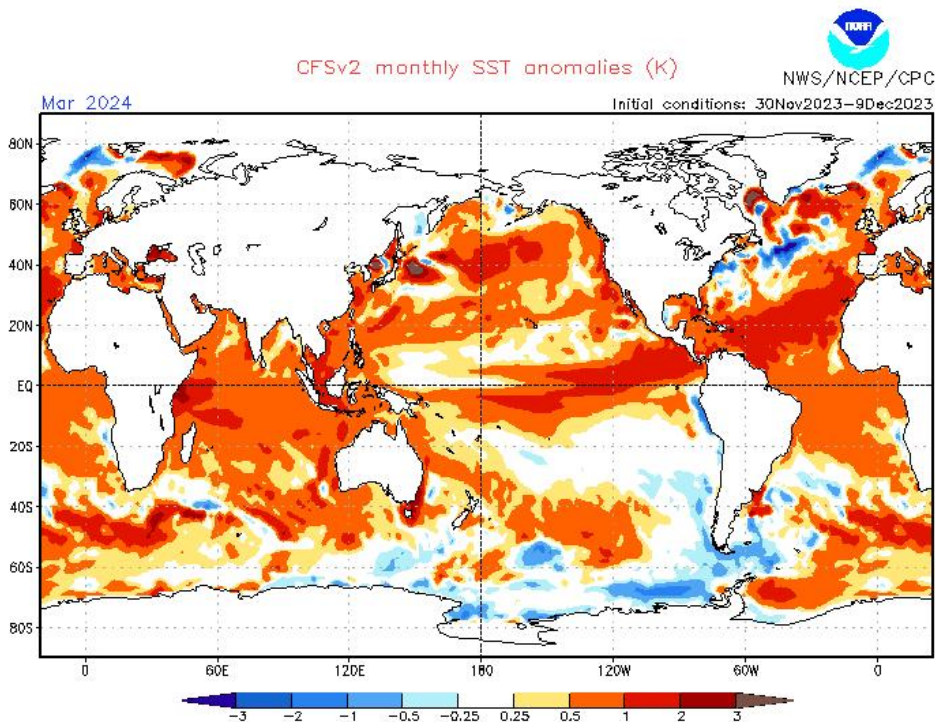 NOAA
CFSv2 monthly SST anomalies (K)
NWS/NCEP/CPC
Mar 2024
Initial conditions: 30Nov2023-9Dec2023
80N
60N
40N
20N
EQ
20S
40S
60S
80S
0 60E 120E 180 120W 60W 0
-3 -2 -1 -0.5 -0.25 0.25 0.5 1 2 3